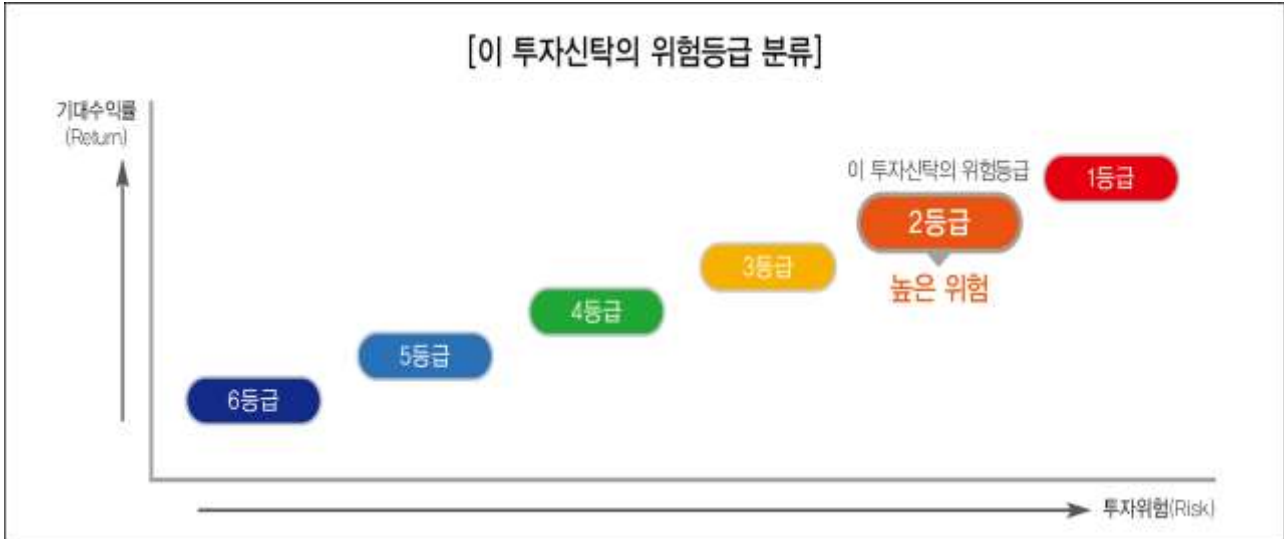 [이 투자신탁의 위험등급 분류]
기대수익률
(Return)
이 투자신탁의 위험등급
1등급
2등급
높은 위험
3등급
4등급
5등급
6등급
투자위험(Risk)